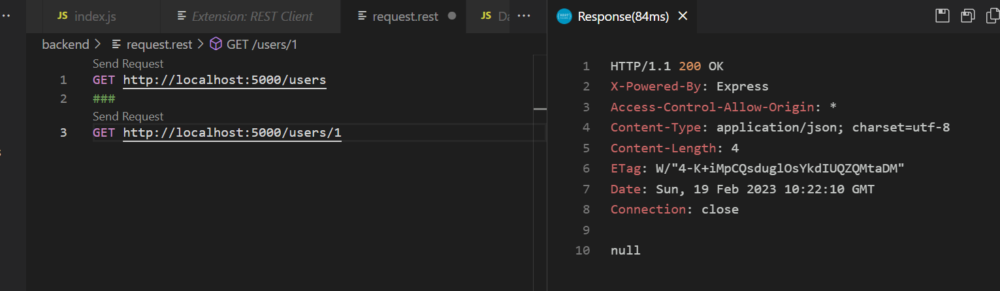 ··
JS index.js
Extension: REST Client
request.rest
JS Da
···
backend > request.rest > GET /users/1
Send Request
1 GET http://localhost:5000/users
2 ###
Send Request
3 GET http://localhost:5000/users/1
Response(84ms) ×
1 HTTP/1.1 200 OK
2 X-Powered-By: Express
3 Access-Control-Allow-Origin: *
4 Content-Type: application/json; charset=utf-8
5 Content-Length: 4
6 ETag: W/"4-K+iMpCQsduglOsYkdIUQZQMtaDM"
7 Date: Sun, 19 Feb 2023 10:22:10 GMT
8 Connection: close
9
10 null